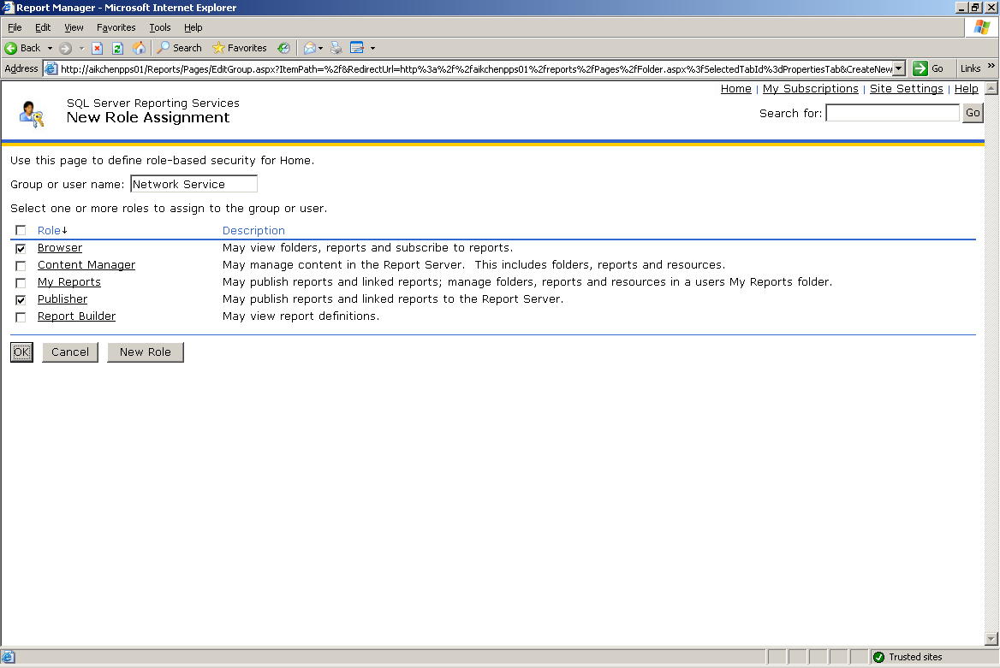 Report Manager - Microsoft Internet Explorer
File Edit View Favorites Tools Help
Back Search Favorites
Address http://aikchenpps01/Reports/Pages/EditGroup.aspx?ItemPath=%2f&RedirectUrl=http%3a%2f%2faikchenpps01%2freports%2fPages%2fFolder.aspx%3fSelectedTabId%3dPropertiesTab&CreateNew Go Links »
Home | My Subscriptions | Site Settings | Help
SQL Server Reporting Services
New Role Assignment
Search for: Go
Use this page to define role-based security for Home.
Group or user name: Network Service
Select one or more roles to assign to the group or user.
Role↓ Description
Browser May view folders, reports and subscribe to reports.
Content Manager May manage content in the Report Server. This includes folders, reports and resources.
My Reports May publish reports and linked reports; manage folders, reports and resources in a users My Reports folder.
Publisher May publish reports and linked reports to the Report Server.
Report Builder May view report definitions.
OK Cancel New Role
Trusted sites